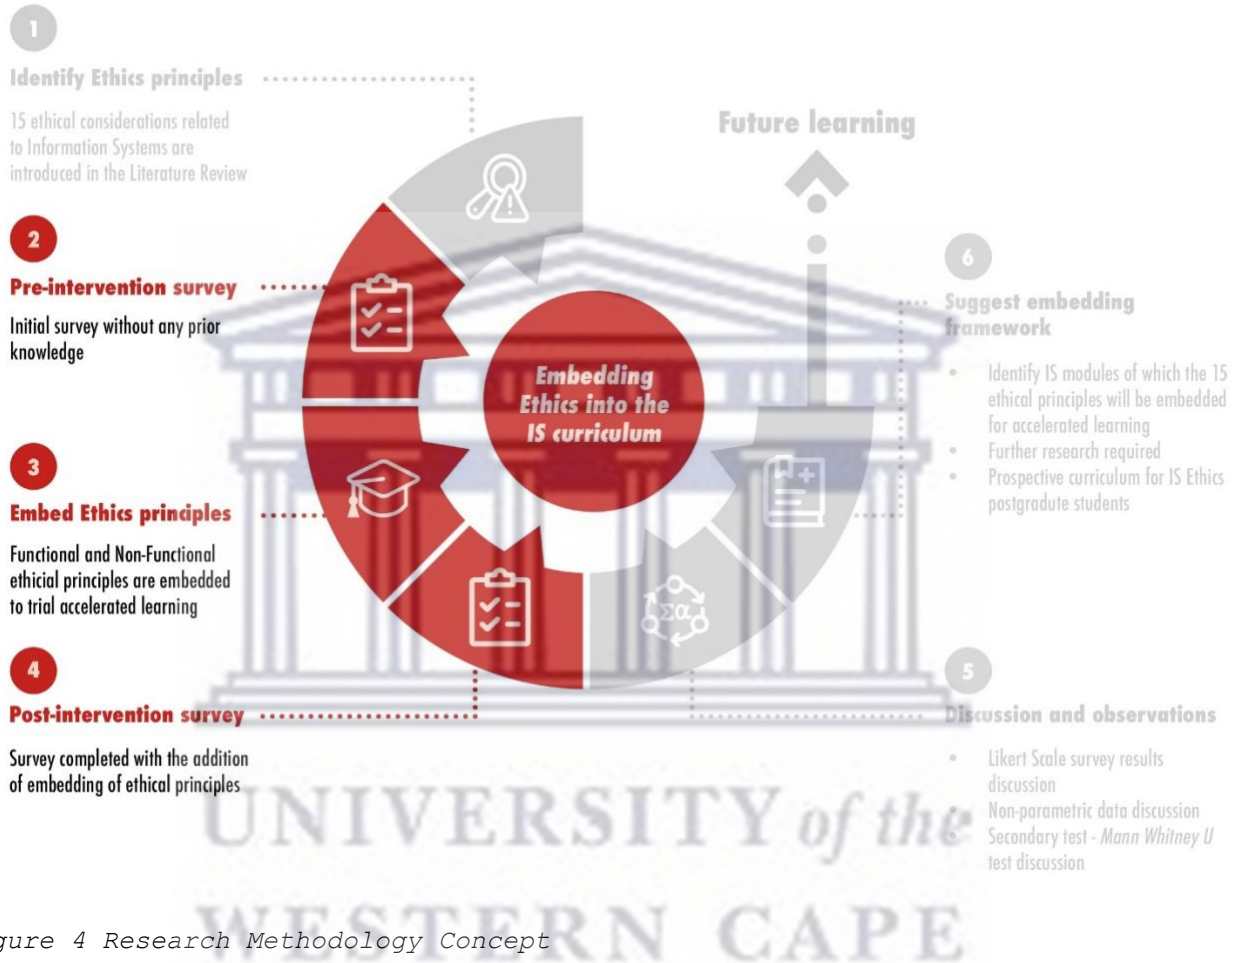 1
Identify Ethics principles
15 ethical considerations related
to Information Systems are
introduced in the Literature Review
2
Pre-intervention survey
Initial survey without any prior
knowledge
3
Embed Ethics principles
Functional and Non-Functional
ethicial principles are embedded
to trial accelerated learning
4
Post-intervention survey
Survey completed with the addition
of embedding of ethical principles
Embedding
Ethics into the
IS curriculum
Σα
Future learning
6
Suggest embedding
framework
• Identify IS modules of which the 15
ethical principles will be embedded
for accelerated learning
• Further research required
• Prospective curriculum for IS Ethics
postgradute students
5
Discussion and observations
• Likert Scale survey results
discussion
• Non-parametric data discussion
• Secondary test - Mann Whitney U
test discussion
UNIVERSITY of the
WESTERN CAPE
gure 4 Research Methodology Concept